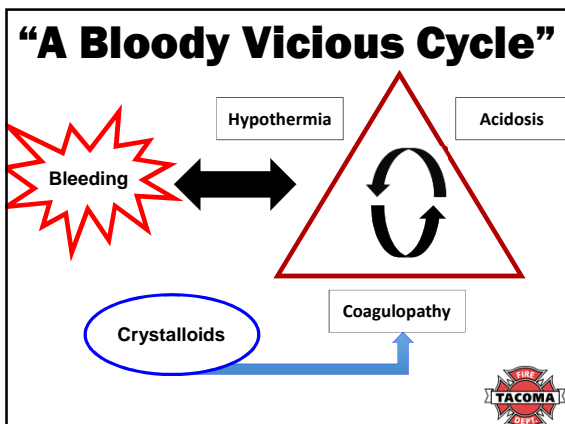 “A Bloody Vicious Cycle”
Hypothermia
Acidosis
Bleeding
Coagulopathy
Crystalloids
FIRE
TACOMA
DEPT.